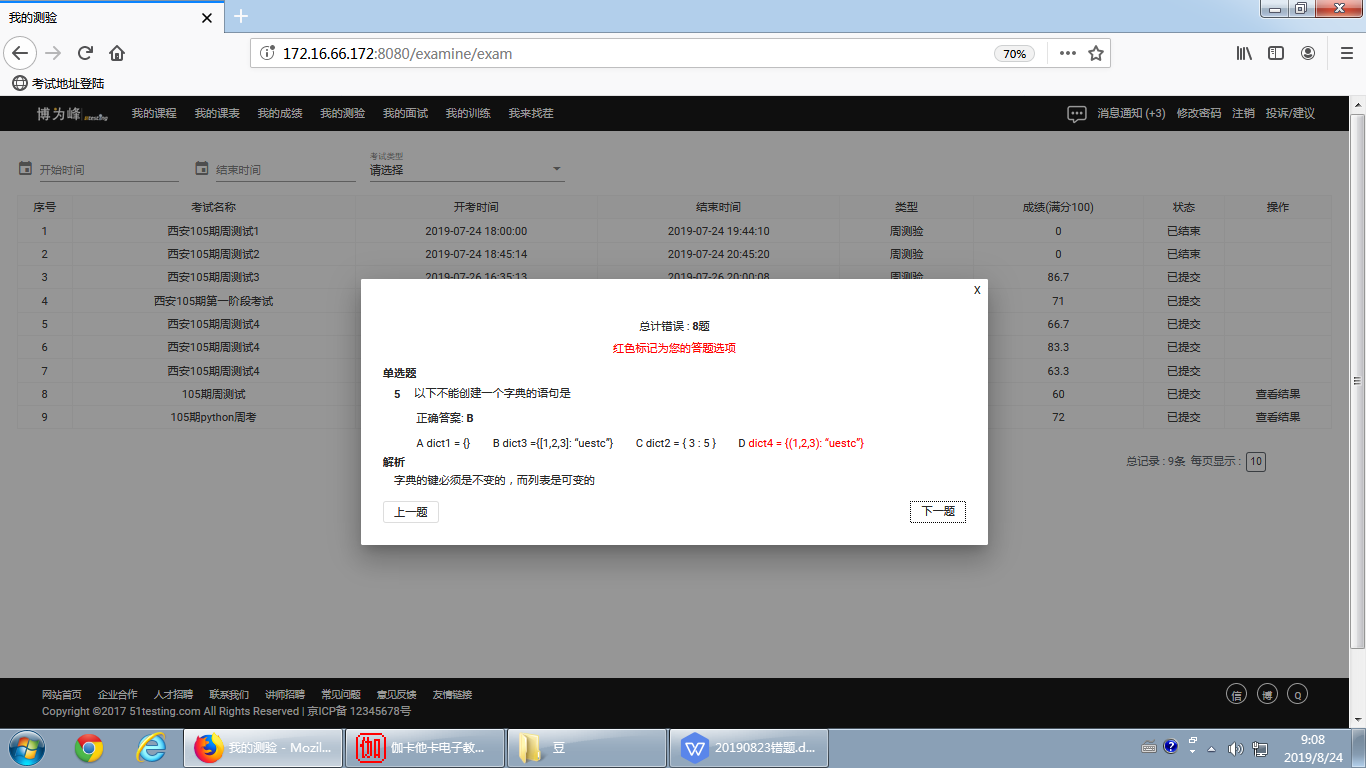 我的测验
172.16.66.172:8080/examine/exam 70%
考试地址登陆
博为峰 51testing 我的课程 我的课表 我的成绩 我的测验 我的面试 我的训练 我来找茬 消息通知 (+3) 修改密码 注销 投诉/建议
考试类型
开始时间 结束时间 请选择
序号 考试名称 开考时间 结束时间 类型 成绩(满分100) 状态 操作
1 西安105期周测试1 2019-07-24 18:00:00 2019-07-24 19:44:10 周测验 0 已结束
2 西安105期周测试2 2019-07-24 18:45:14 2019-07-24 20:45:20 周测验 0 已结束
3 西安105期周测试3 2019-07-26 16:35:13 2019-07-26 20:00:08 周测验 86.7 已提交
4 西安105期第一阶段考试 71 已提交
5 西安105期周测试4 66.7 已提交
6 西安105期周测试4 83.3 已提交
7 西安105期周测试4 63.3 已提交
8 105期周测试 60 已提交 查看结果
9 105期python周考 72 已提交 查看结果
总记录 : 9条 每页显示 : 10
X
总计错误 : 8题
红色标记为您的答题选项
单选题
5 以下不能创建一个字典的语句是
正确答案: B
A dict1 = {} B dict3 ={[1,2,3]: “uestc”} C dict2 = { 3 : 5 } D dict4 = {(1,2,3): “uestc”}
解析
字典的键必须是不变的，而列表是可变的
上一题 下一题
网站首页 企业合作 人才招聘 联系我们 讲师招聘 常见问题 意见反馈 友情链接
信 博 Q
Copyright ©2017 51testing.com All Rights Reserved | 京ICP备 12345678号
我的测验 - Mozil... 伽 伽卡他卡电子教... 豆 20190823错题.d...
9:08
2019/8/24